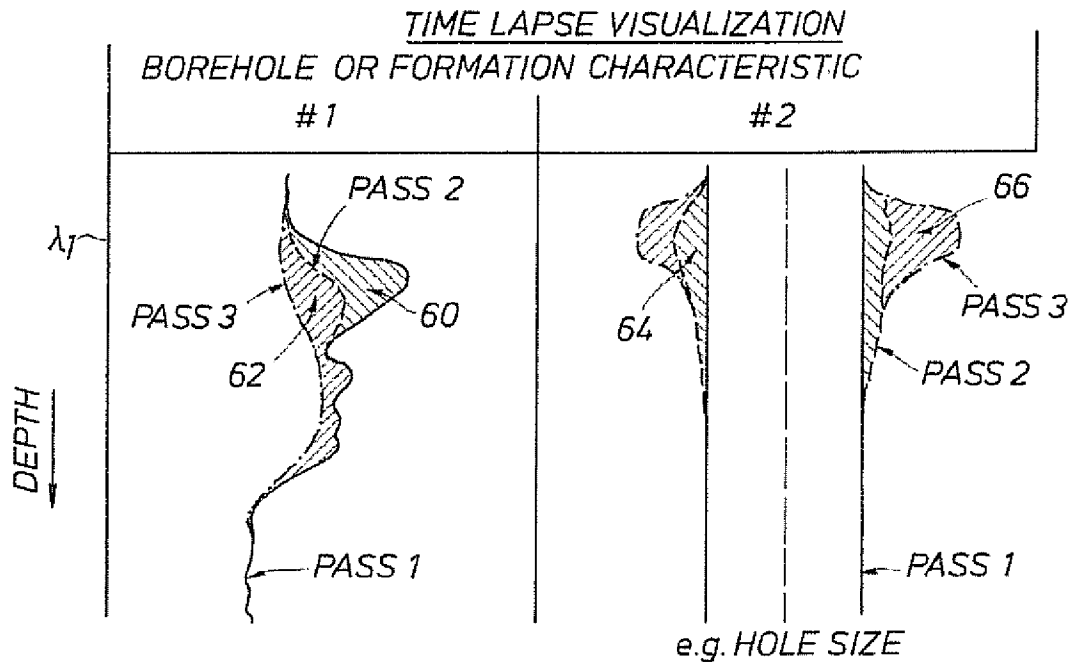 TIME LAPSE VISUALIZATION
BOREHOLE OR FORMATION CHARACTERISTIC
#1
#2
PASS 2
66
λ1
PASS 3
60
64
PASS 3
62
PASS 2
DEPTH
PASS 1
PASS 1
e.g. HOLE SIZE